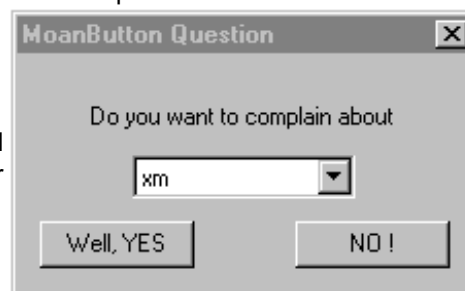 MoanButton Question
Do you want to complain about
xm
Well, YES
NO !